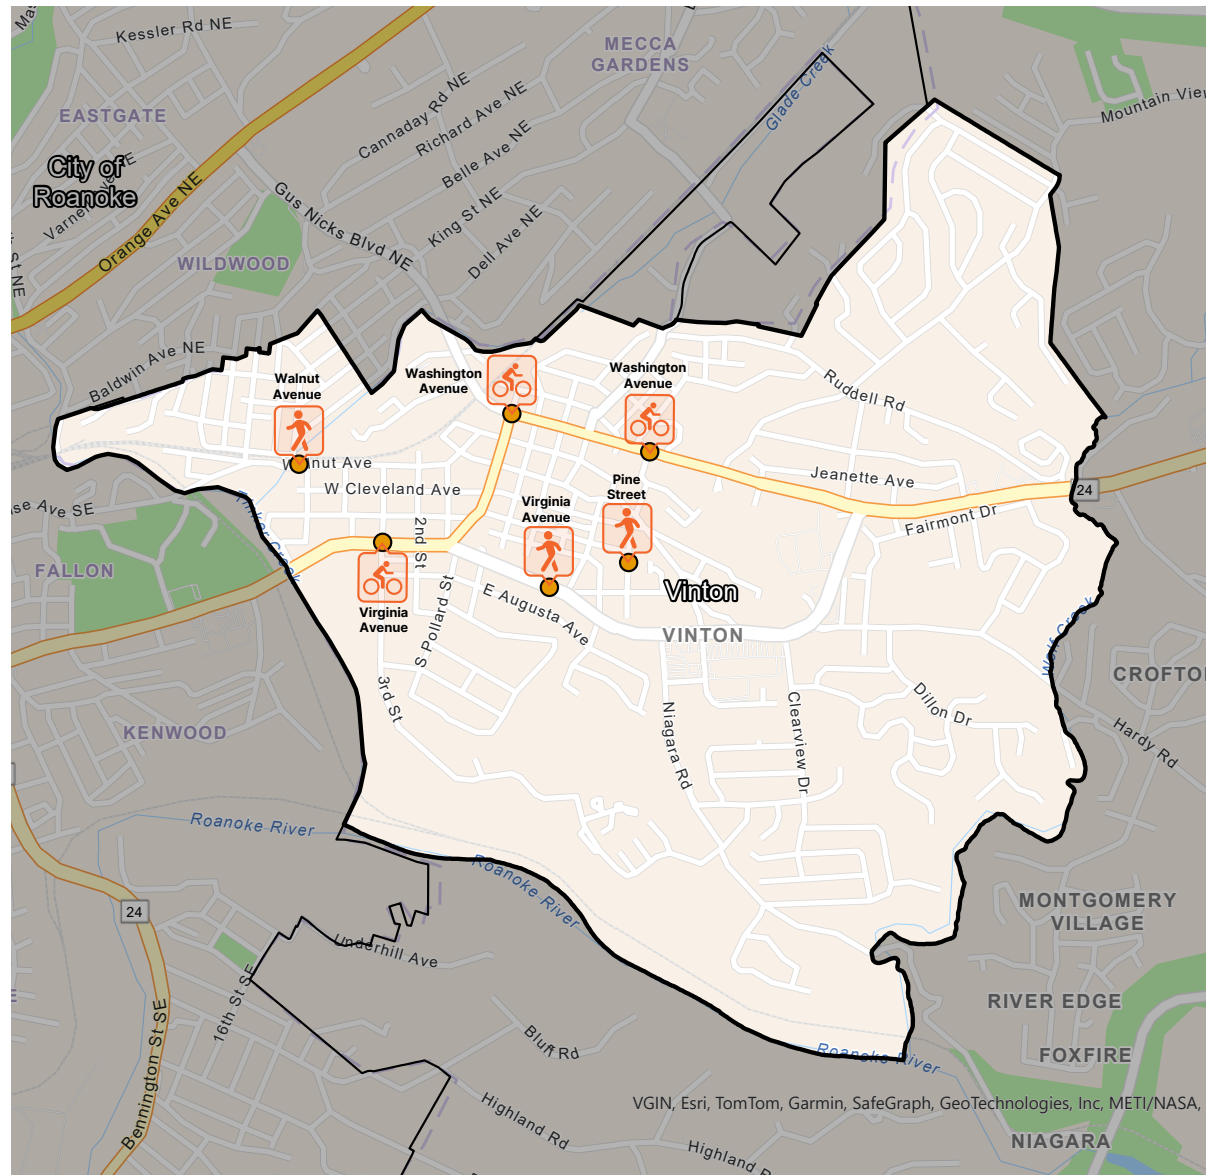 Kessler Rd NE
MECCA
GARDENS
Glade Creek
Mountain View
EASTGATE
Cannaday Rd NE
Richard Ave NE
Belle Ave NE
City of
Roanoke
Orange Ave NE
Gus Nicks Blvd NE
King St NE
Dell Ave NE
WILDWOOD
Baldwin Ave NE
Walnut
Avenue
Washington
Avenue
Washington
Avenue
Ruddell Rd
W Cleveland Ave
Jeanette Ave
Pine
Street
Virginia
Avenue
24
Fairmont Dr
Tinker Creek
2nd St
FALLON
Virginia
Avenue
S Pollard St
E Augusta Ave
Vinton
VINTON
Wolf Creek
CROFTON
3rd St
Niagara Rd
Clearview Dr
Dillon Dr
Hardy Rd
KENWOOD
Roanoke River
Roanoke River
24
MONTGOMERY
VILLAGE
Underhill Ave
16th St SE
Bennington St SE
Bluff Rd
RIVER EDGE
FOXFIRE
Roanoke River
Highland Rd
Highland Rd
VGIN, Esri, TomTom, Garmin, SafeGraph, GeoTechnologies, Inc, METI/NASA,
NIAGARA